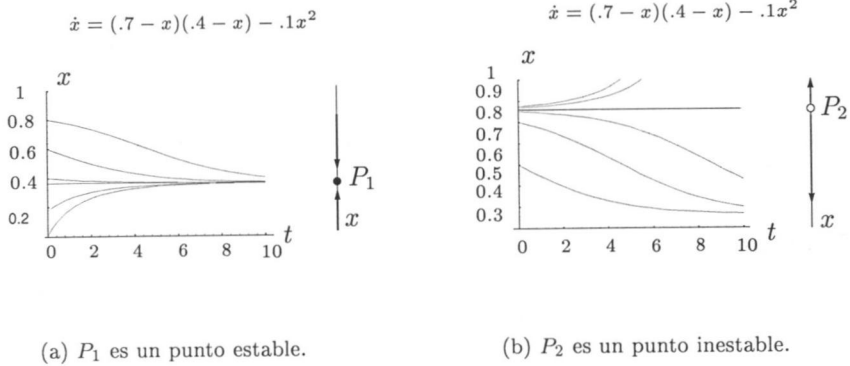 ẋ = (.7 − x)(.4 − x) − .1x²
x
1
0.8
0.6
0.4
0.2
0 2 4 6 8 10 t
P₁
x
(a) P₁ es un punto estable.
ẋ = (.7 − x)(.4 − x) − .1x²
x
1
0.9
0.8
0.7
0.6
0.5
0.4
0.3
0 2 4 6 8 10 t
P₂
x
(b) P₂ es un punto inestable.